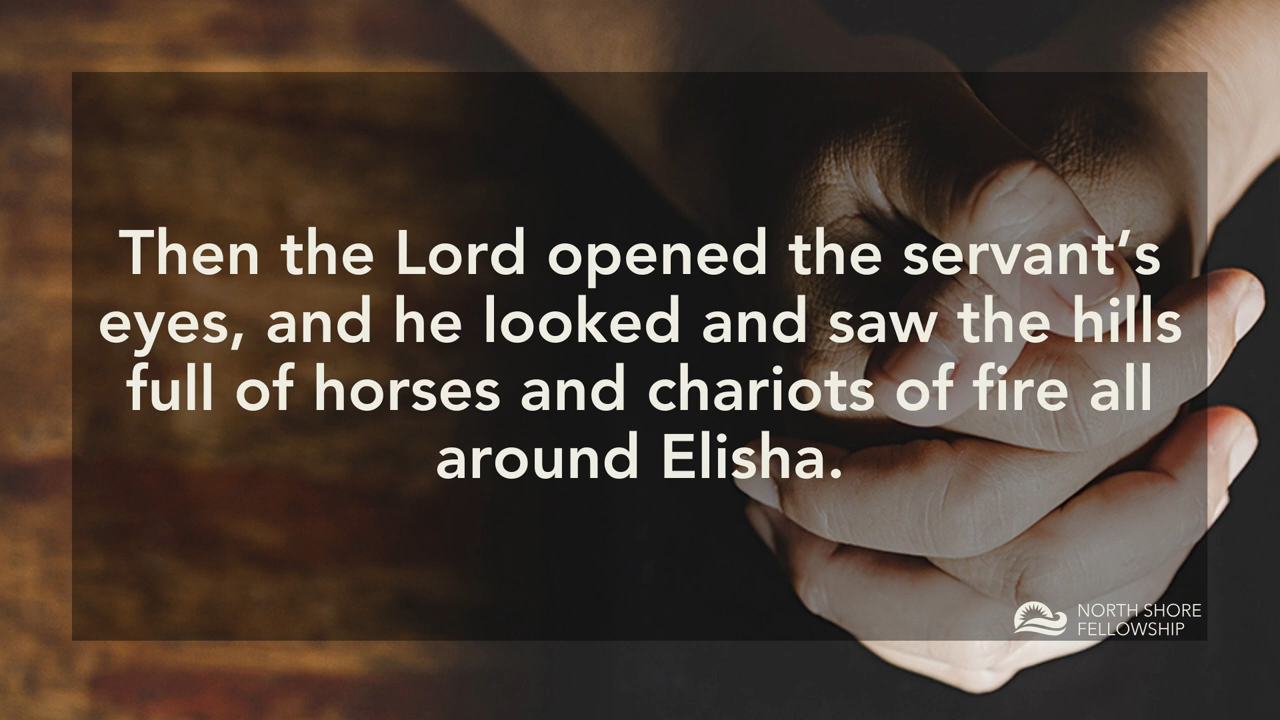 Then the Lord opened the servant’s
eyes, and he looked and saw the hills
full of horses and chariots of fire all
around Elisha.
NORTH SHORE
FELLOWSHIP